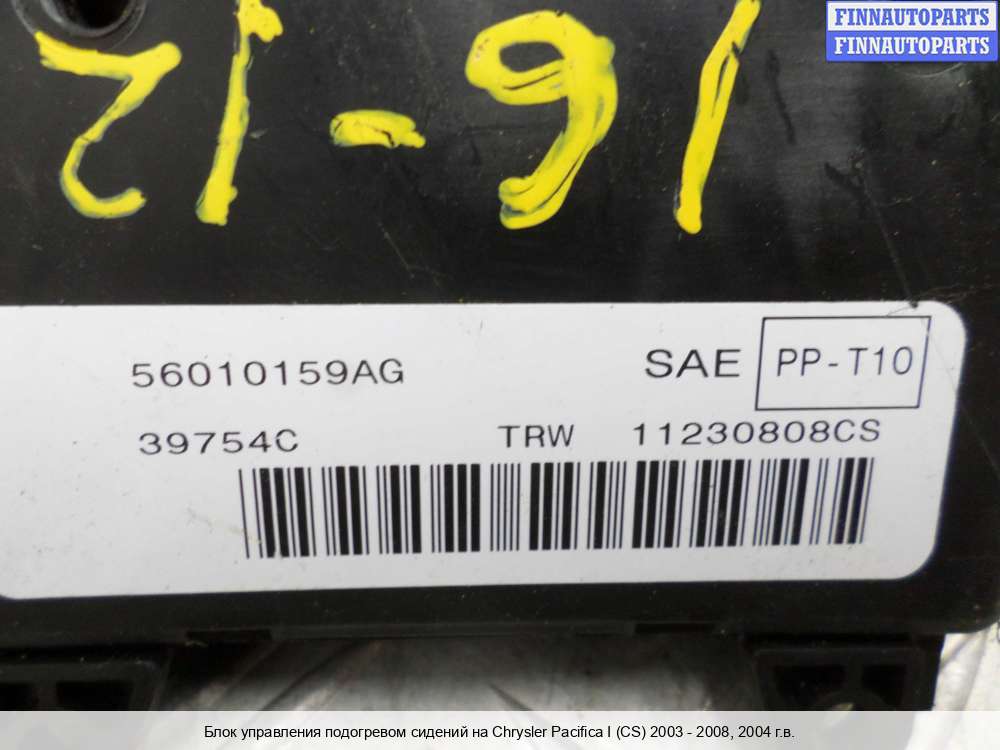 FINNAUTOPARTS
FINNAUTOPARTS
16-12
56010159AG
SAE PP-T10
39754C TRW 11230808CS
Блок управления подогревом сидений на Chrysler Pacifica I (CS) 2003 - 2008, 2004 г.в.